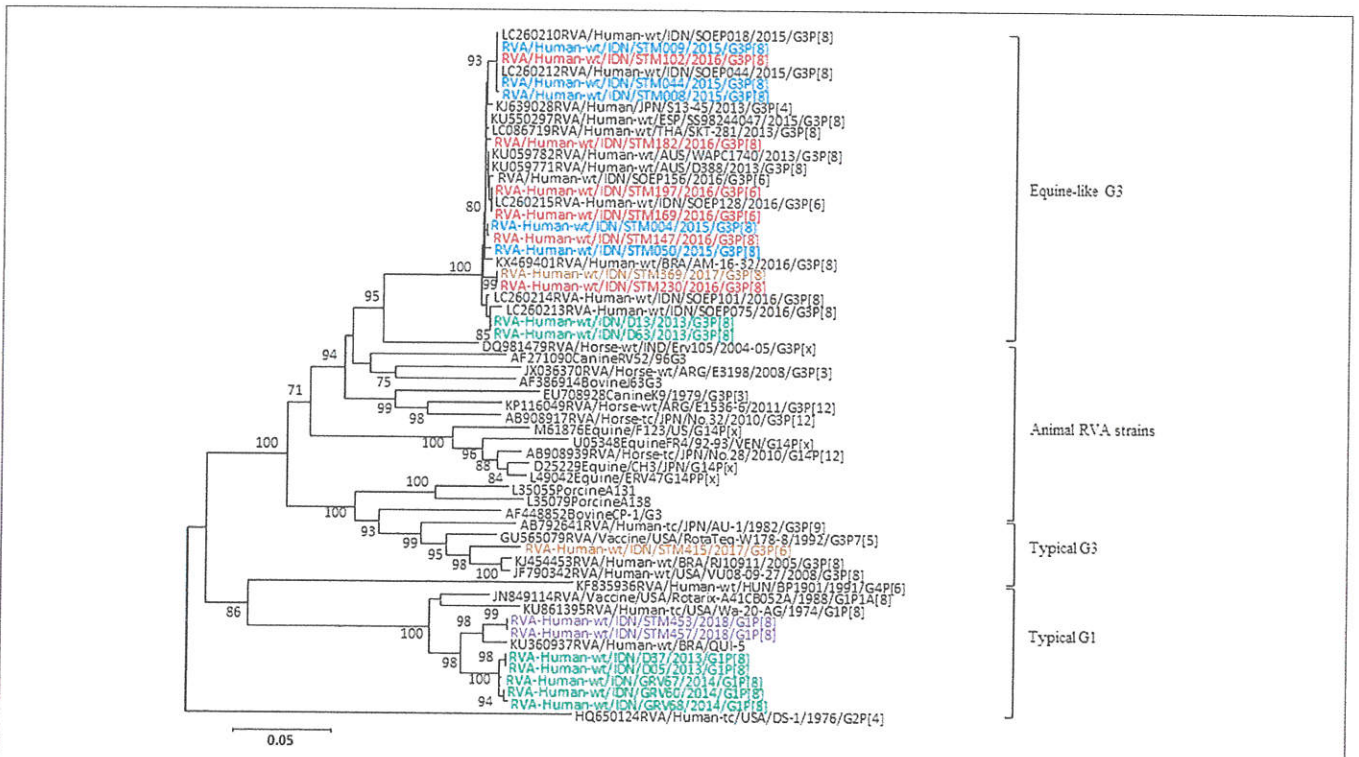 LC260210RVA/Human-wt/IDN/SOEP018/2015/G3P[8]
RVA/Human-wt/IDN/STM009/2015/G3P[8]
93
RVA/Human-wt/IDN/STM102/2016/G3P[8]
LC260212RVA/Human-wt/IDN/SOEP044/2015/G3P[8]
RVA/Human-wt/IDN/STM044/2015/G3P[8]
RVA/Human-wt/IDN/STM008/2015/G3P[8]
KJ639028RVA/Human/JPN/S13-45/2013/G3P[4]
KU550297RVA/Human-wt/ESP/SS98244047/2015/G3P[8]
LC086719RVA/Human-wt/THA/SKT-281/2013/G3P[8]
RVA/Human-wt/IDN/STM182/2016/G3P[8]
KU059782RVA/Human-wt/AUS/WAPC1740/2013/G3P[8]
KU059771RVA/Human-wt/AUS/D388/2013/G3P[8]
RVA/Human-wt/IDN/SOEP156/2016/G3P[6]
RVA-Human-wt/IDN/STM197/2016/G3P[6]
Equine-like G3
LC260215RVA-Human-wt/IDN/SOEP128/2016/G3P[6]
80
RVA-Human-wt/IDN/STM169/2016/G3P[6]
RVA-Human-wt/IDN/STM004/2015/G3P[8]
RVA-Human-wt/IDN/STM147/2016/G3P[8]
RVA-Human-wt/IDN/STM050/2015/G3P[8]
KX469401RVA/Human-wt/BRA/AM-16-32/2016/G3P[8]
100
RVA-Human-wt/IDN/STM369/2017/G3P[8]
99
RVA-Human-wt/IDN/STM230/2016/G3P[8]
95
LC260214RVA-Human-wt/IDN/SOEP101/2016/G3P[8]
LC260213RVA-Human-wt/IDN/SOEP075/2016/G3P[8]
RVA-Human-wt/IDN/D13/2013/G3P[8]
85
RVA-Human-wt/IDN/D63/2013/G3P[8]
DQ981479RVA/Horse-wt/IND/Erv105/2004-05/G3P[x]
94
AF271090CanineRV52/96G3
JX036370RVA/Horse-wt/ARG/E3198/2008/G3P[3]
75
AF386914BovineJ63G3
71
EU708928CanineK9/1979/G3P[3]
99
KP116049RVA/Horse-wt/ARG/E1536-6/2011/G3P[12]
98
AB908917RVA/Horse-tc/JPN/No.32/2010/G3P[12]
M61876Equine/F123/US/G14P[x]
Animal RVA strains
100
U05348EquineFR4/92-93/VEN/G14P[x]
100
96
AB908939RVA/Horse-tc/JPN/No.28/2010/G14P[12]
88
D25229Equine/CH3/JPN/G14P[x]
84
L49042Equine/ERV47G14PP[x]
100
L35055PorcineA131
L35079PorcineA138
100
AF448852BovineCP-1/G3
93
AB792641RVA/Human-tc/JPN/AU-1/1982/G3P[9]
99
GU565079RVA/Vaccine/USA/RotaTeq-W178-8/1992/G3P7[5]
95
RVA-Human-wt/IDN/STM415/2017/G3P[6]
Typical G3
98
KJ454453RVA/Human-wt/BRA/RJ10911/2005/G3P[8]
100
JF790342RVA/Human-wt/USA/VU08-09-27/2008/G3P[8]
KF835936RVA/Human-wt/HUN/BP1901/1991/G4P[6]
86
JN849114RVA/Vaccine/USA/Rotarix-A41CB052A/1988/G1P1A[8]
KU861395RVA/Human-tc/USA/Wa-20-AG/1974/G1P[8]
99
RVA-Human-wt/IDN/STM453/2018/G1P[8]
98
100
RVA-Human-wt/IDN/STM457/2018/G1P[8]
Typical G1
KU360937RVA/Human-wt/BRA/QUI-5
98
98
RVA-Human-wt/IDN/D37/2013/G1P[8]
RVA-Human-wt/IDN/D05/2013/G1P[8]
100
RVA-Human-wt/IDN/GRV67/2014/G1P[8]
RVA-Human-wt/IDN/GRV60/2014/G1P[8]
94
RVA-Human-wt/IDN/GRV68/2014/G1P[8]
HQ650124RVA/Human-tc/USA/DS-1/1976/G2P[4]
0.05